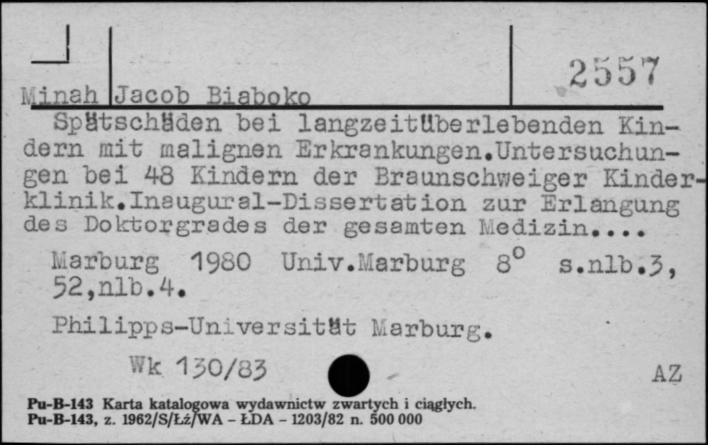 2557
Minah Jacob Biaboko
Spätschäden bei langzeitüberlebenden Kin-
dern mit malignen Erkrankungen.Untersuchun-
gen bei 48 Kindern der Braunschweiger Kinder-
klinik.Inaugural-Dissertation zur Erlangung
des Doktorgrades der gesamten Medizin....
Marburg 1980 Univ.Marburg 8° s.nlb.3,
52,nlb.4.
Philipps-Universität Marburg.
Wk 130/83
AZ
Pu-B-143 Karta katalogowa wydawnictw zwartych i ciągłych.
Pu-B-143, z. 1962/S/Łź/WA – ŁDA – 1203/82 n. 500 000